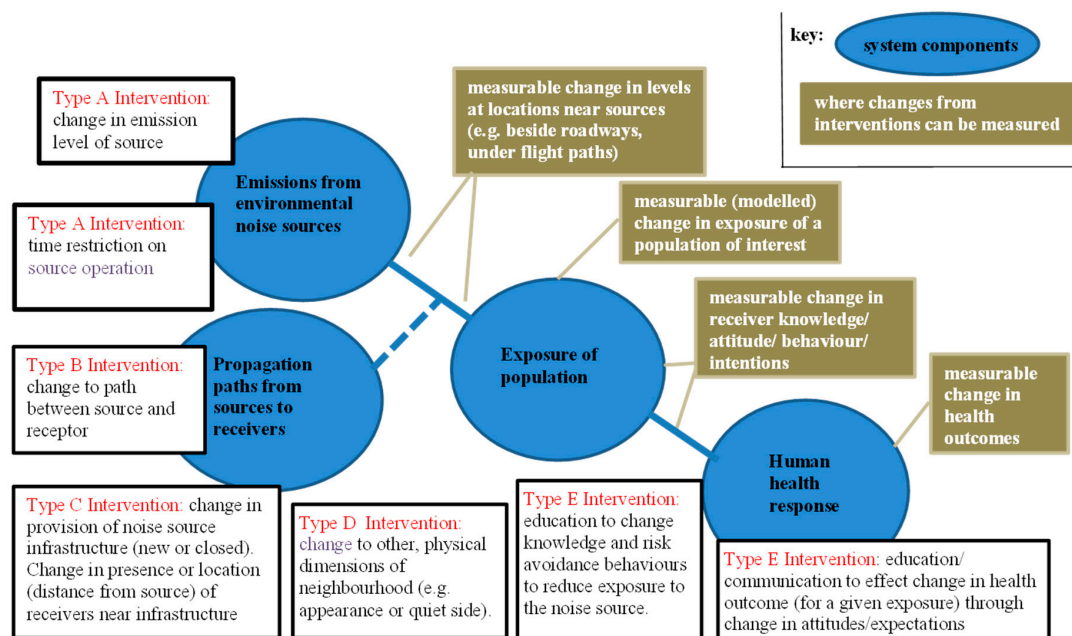 key:
system components
where changes from
interventions can be measured
Type A Intervention:
change in emission
level of source
measurable change in levels
at locations near sources
(e.g. beside roadways,
under flight paths)
Emissions from
environmental
noise sources
measurable (modelled)
change in exposure of a
population of interest
Type A Intervention:
time restriction on
source operation
measurable change in
receiver knowledge/
attitude/ behaviour/
intentions
Type B Intervention:
change to path
between source and
receptor
Propagation
paths from
sources to
receivers
Exposure of
population
measurable
change in
health
outcomes
Human
health
response
Type C Intervention: change in
provision of noise source
infrastructure (new or closed).
Change in presence or location
(distance from source) of
receivers near infrastructure
Type D  Intervention:
change to other, physical
dimensions of
neighbourhood (e.g.
appearance or quiet side).
Type E Intervention:
education to change
knowledge and risk
avoidance behaviours
to reduce exposure to
the noise source.
Type E Intervention: education/
communication to effect change in health
outcome (for a given exposure) through
change in attitudes/expectations